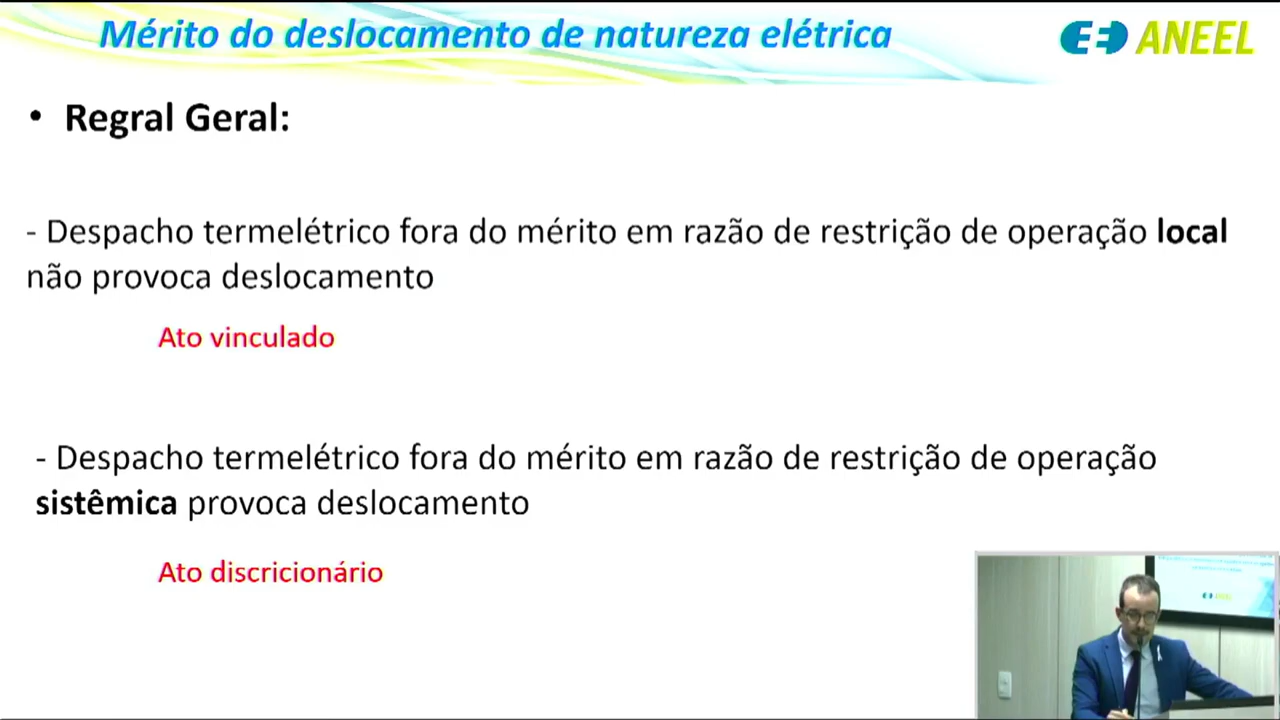 Mérito do deslocamento de natureza elétrica
ANEEL
• Regral Geral:
- Despacho termelétrico fora do mérito em razão de restrição de operação local
não provoca deslocamento
Ato vinculado
- Despacho termelétrico fora do mérito em razão de restrição de operação
sistêmica provoca deslocamento
Ato discricionário